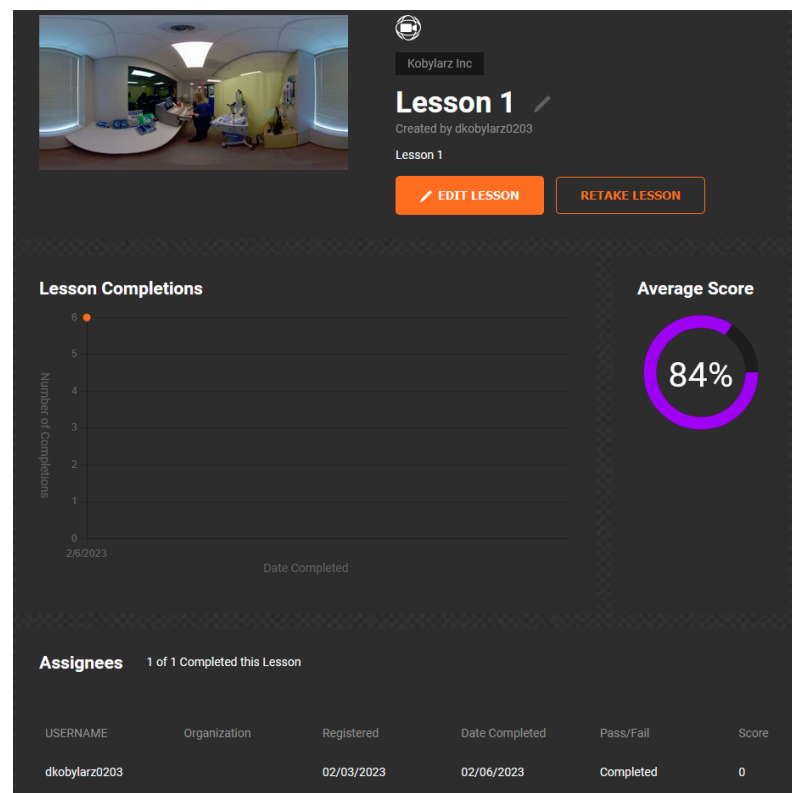 Kobylarz Inc
Lesson 1
Created by dkobylarz0203
Lesson 1
EDIT LESSON
RETAKE LESSON
Lesson Completions
Average Score
6
5
4
3
2
1
0
Number of Completions
2/6/2023
Date Completed
84%
Assignees 1 of 1 Completed this Lesson
USERNAME Organization Registered Date Completed Pass/Fail Score
dkobylarz0203 02/03/2023 02/06/2023 Completed 0